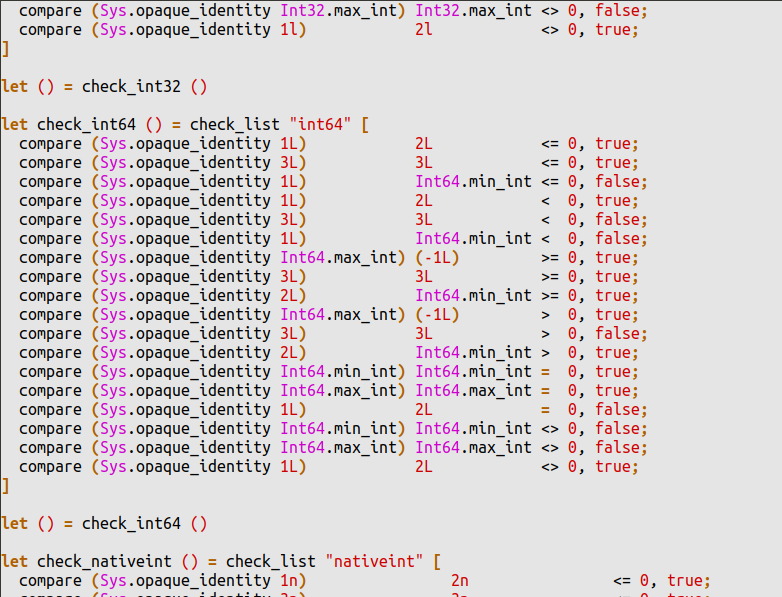 compare (Sys.opaque_identity Int32.max_int) Int32.max_int <> 0, false;
  compare (Sys.opaque_identity 1l)            2l            <> 0, true;
]

let () = check_int32 ()

let check_int64 () = check_list "int64" [
  compare (Sys.opaque_identity 1L)            2L            <= 0, true;
  compare (Sys.opaque_identity 3L)            3L            <= 0, true;
  compare (Sys.opaque_identity 1L)            Int64.min_int <= 0, false;
  compare (Sys.opaque_identity 1L)            2L            <  0, true;
  compare (Sys.opaque_identity 3L)            3L            <  0, false;
  compare (Sys.opaque_identity 1L)            Int64.min_int <  0, false;
  compare (Sys.opaque_identity Int64.max_int) (-1L)         >= 0, true;
  compare (Sys.opaque_identity 3L)            3L            >= 0, true;
  compare (Sys.opaque_identity 2L)            Int64.min_int >= 0, true;
  compare (Sys.opaque_identity Int64.max_int) (-1L)         >  0, true;
  compare (Sys.opaque_identity 3L)            3L            >  0, false;
  compare (Sys.opaque_identity 2L)            Int64.min_int >  0, true;
  compare (Sys.opaque_identity Int64.min_int) Int64.min_int =  0, true;
  compare (Sys.opaque_identity Int64.max_int) Int64.max_int =  0, true;
  compare (Sys.opaque_identity 1L)            2L            =  0, false;
  compare (Sys.opaque_identity Int64.min_int) Int64.min_int <> 0, false;
  compare (Sys.opaque_identity Int64.max_int) Int64.max_int <> 0, false;
  compare (Sys.opaque_identity 1L)            2L            <> 0, true;
]

let () = check_int64 ()

let check_nativeint () = check_list "nativeint" [
  compare (Sys.opaque_identity 1n)                2n                <= 0, true;